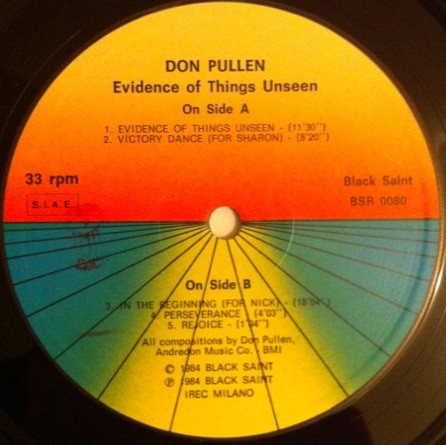 DON PULLEN
Evidence of Things Unseen
On Side A
1. EVIDENCE OF THINGS UNSEEN - (11'30'')
2. VICTORY DANCE (FOR SHARON) - (8'20'')
33 rpm
Black Saint
S.I.A.E.
BSR 0080
On Side B
3. IN THE BEGINNING (FOR NICK) - (18'04'')
4. PERSEVERANCE - (4'03'')
5. REJOICE - (1'04'')
All compositions by Don Pullen,
Andredon Music Co. - BMI
© 1984 BLACK SAINT
℗ 1984 BLACK SAINT
IREC MILANO